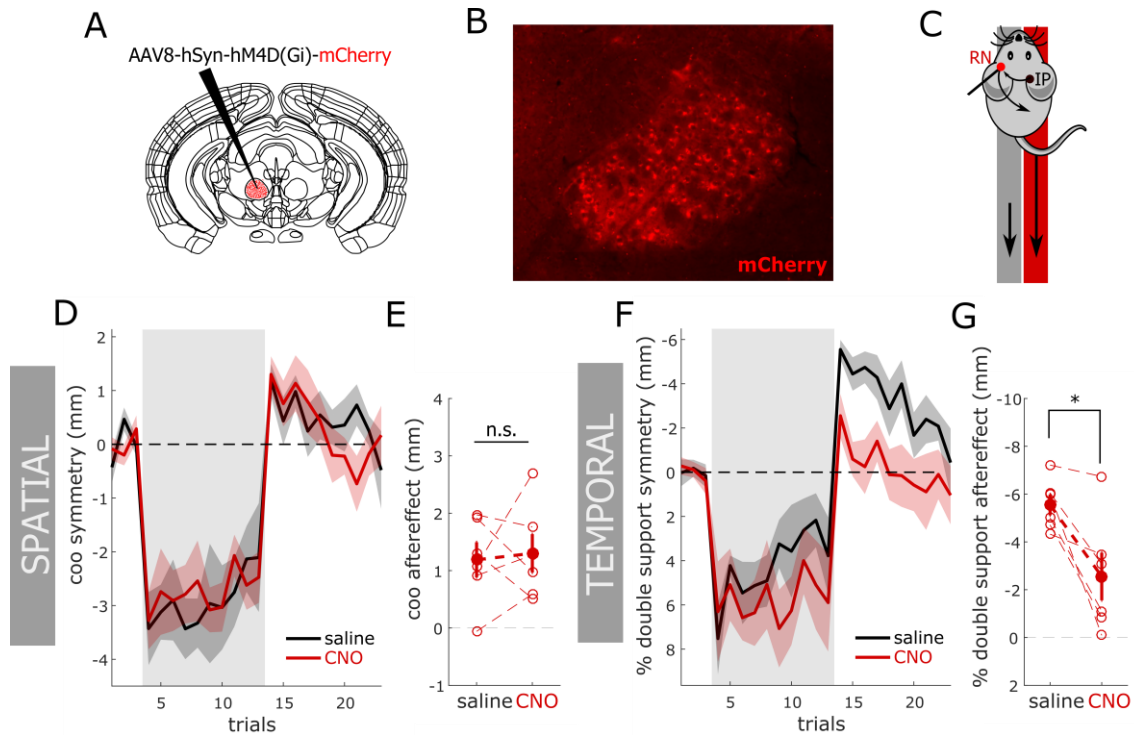 A
AAV8-hSyn-hM4D(Gi)-mCherry
B
mCherry
C
RN
IP
SPATIAL
D
coo symmetry (mm)
2
1
0
-1
-2
-3
-4
5
10
15
20
trials
saline
CNO
E
coo aftereffect (mm)
4
3
2
1
0
-1
n.s.
saline CNO
TEMPORAL
F
% double support symmetry (mm)
-6
-4
-2
0
2
4
6
8
5
10
15
20
trials
saline
CNO
G
% double support aftereffect (mm)
-10
-8
-6
-4
-2
0
2
*
saline CNO